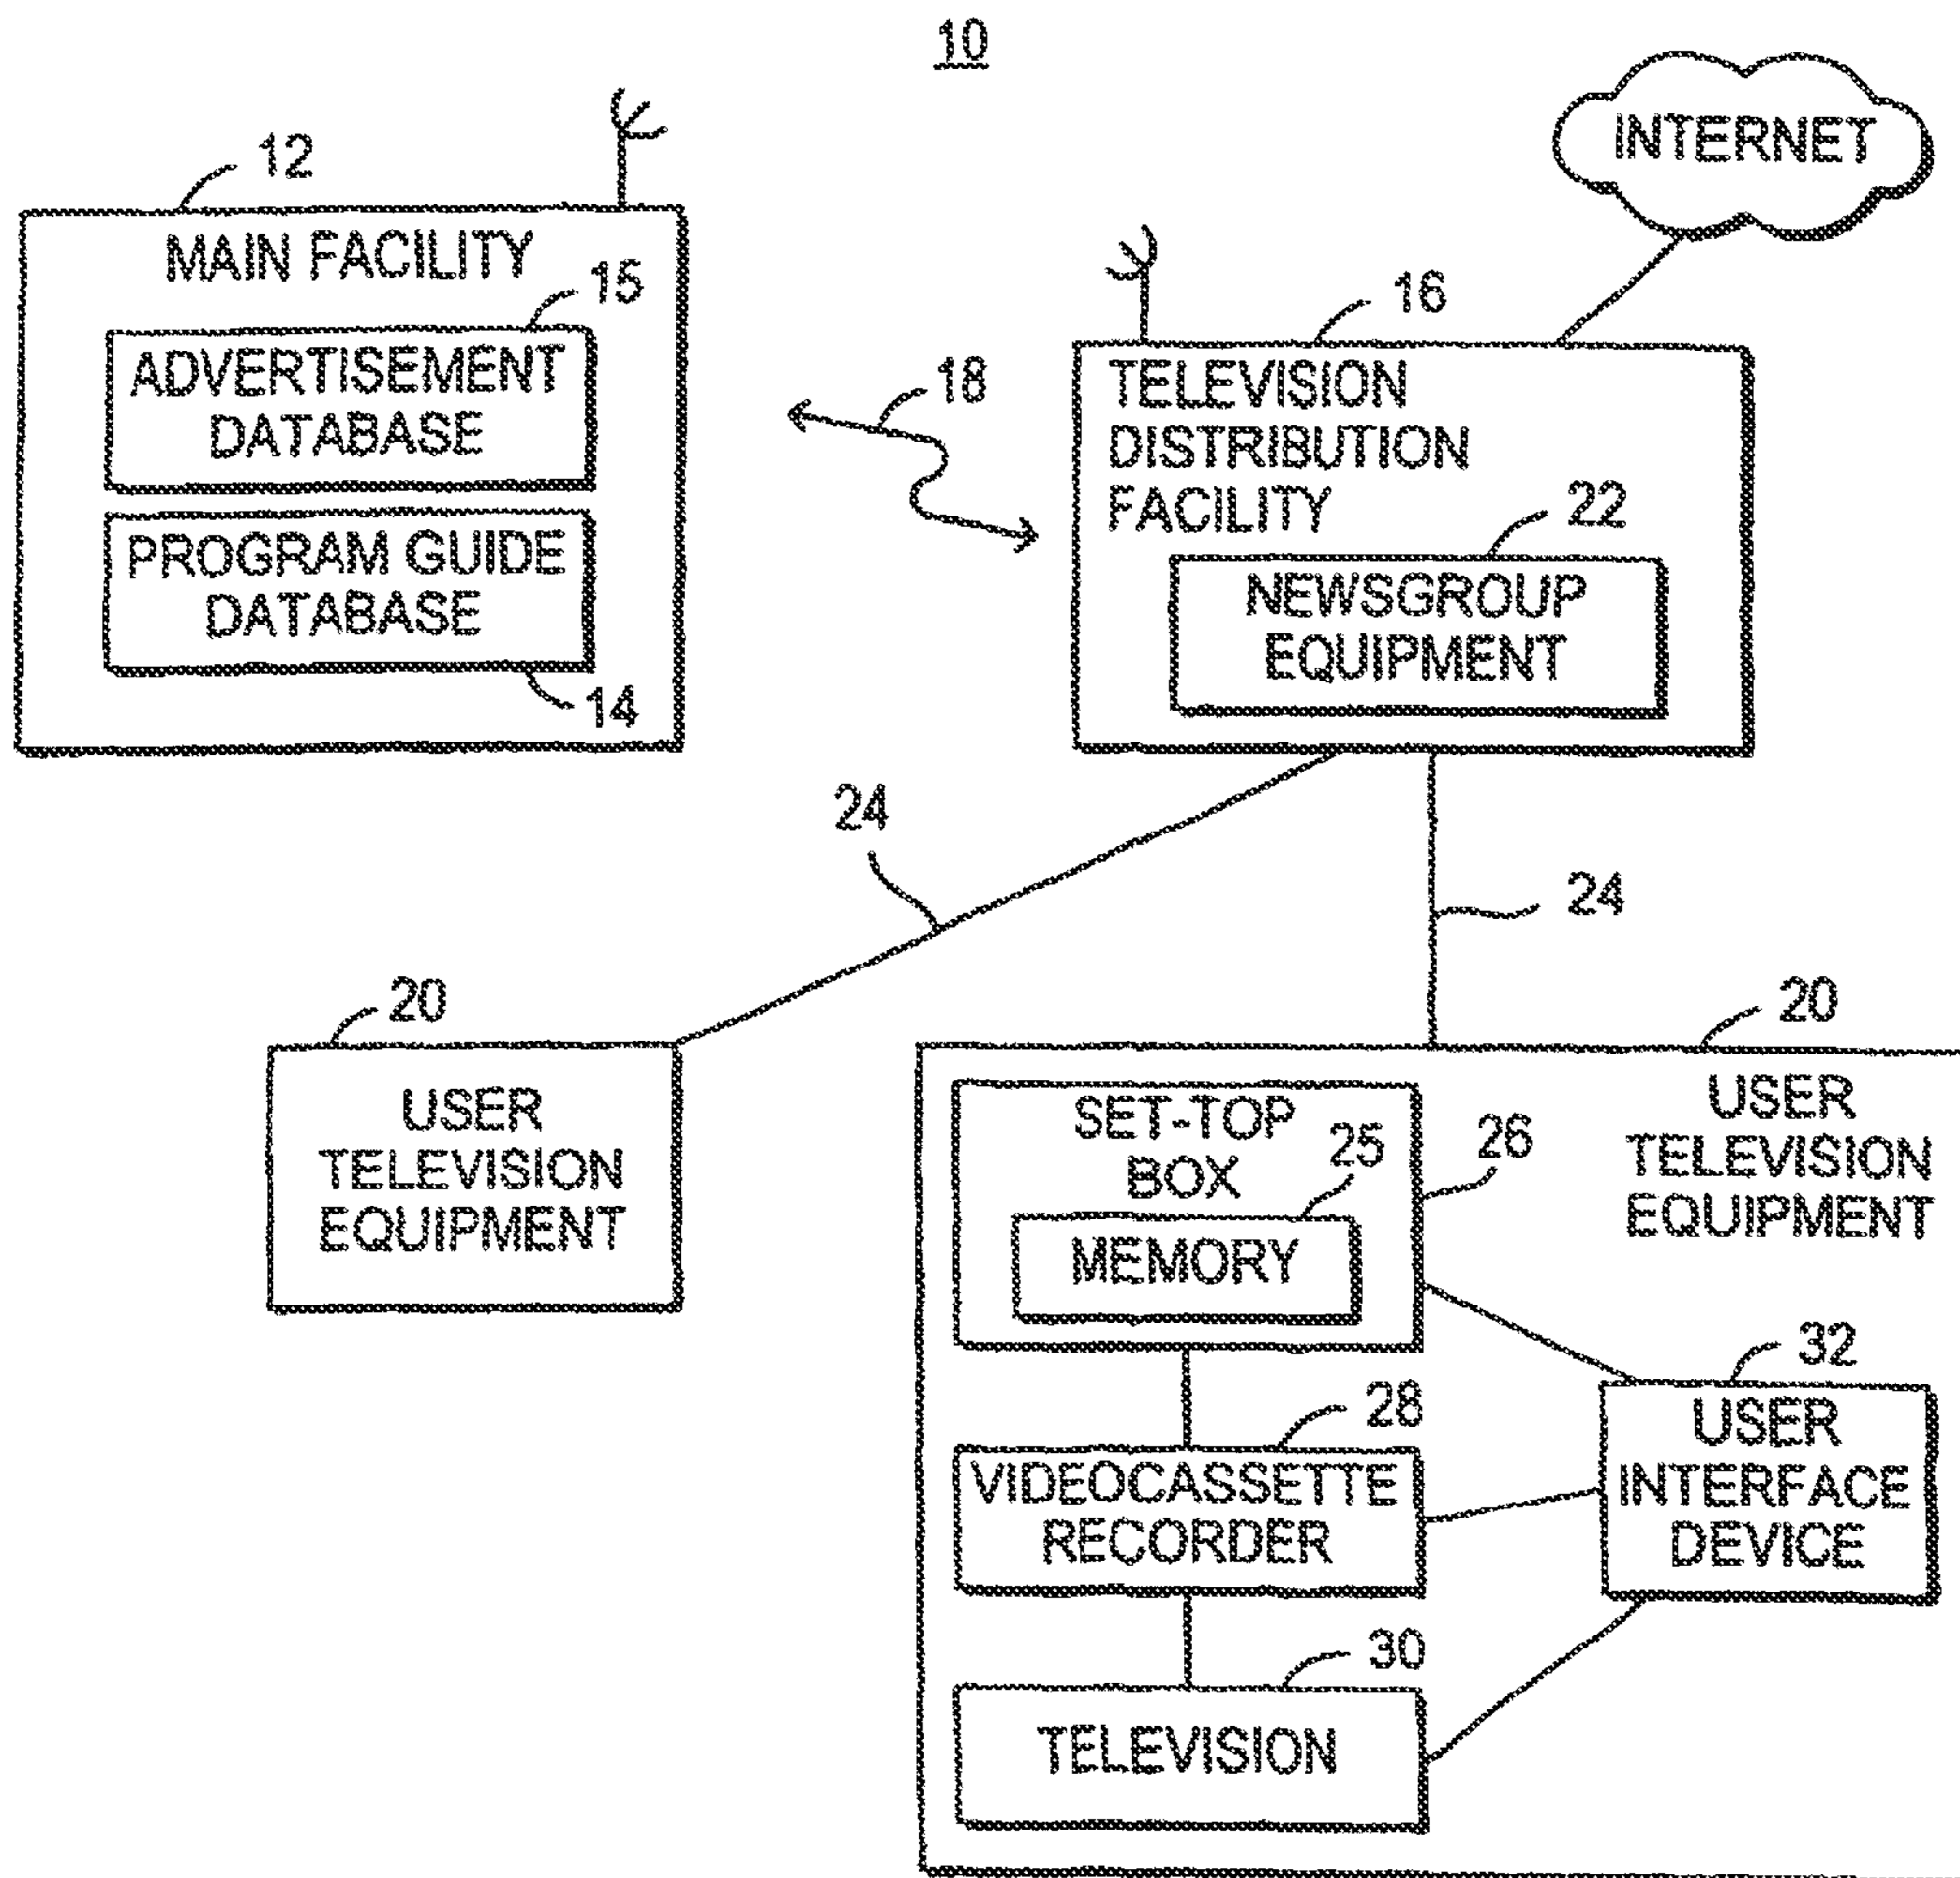 10
INTERNET
12
MAIN FACILITY
15
ADVERTISEMENT
DATABASE
PROGRAM GUIDE
DATABASE
14
18
16
TELEVISION
DISTRIBUTION
FACILITY
22
NEWSGROUP
EQUIPMENT
24
24
20
USER
TELEVISION
EQUIPMENT
20
USER
TELEVISION
EQUIPMENT
SET-TOP
BOX
25
26
MEMORY
32
USER
INTERFACE
DEVICE
28
VIDEOCASSETTE
RECORDER
30
TELEVISION